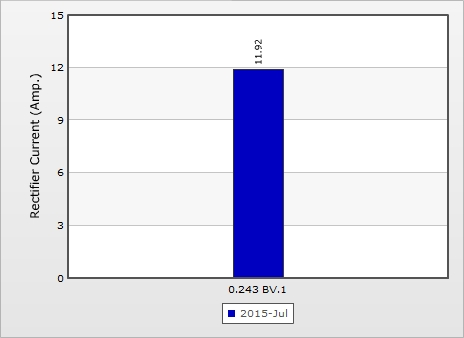 15
12
9
6
3
0
Rectifier Current (Amp.)
11.92
0.243 BV.1
2015-Jul